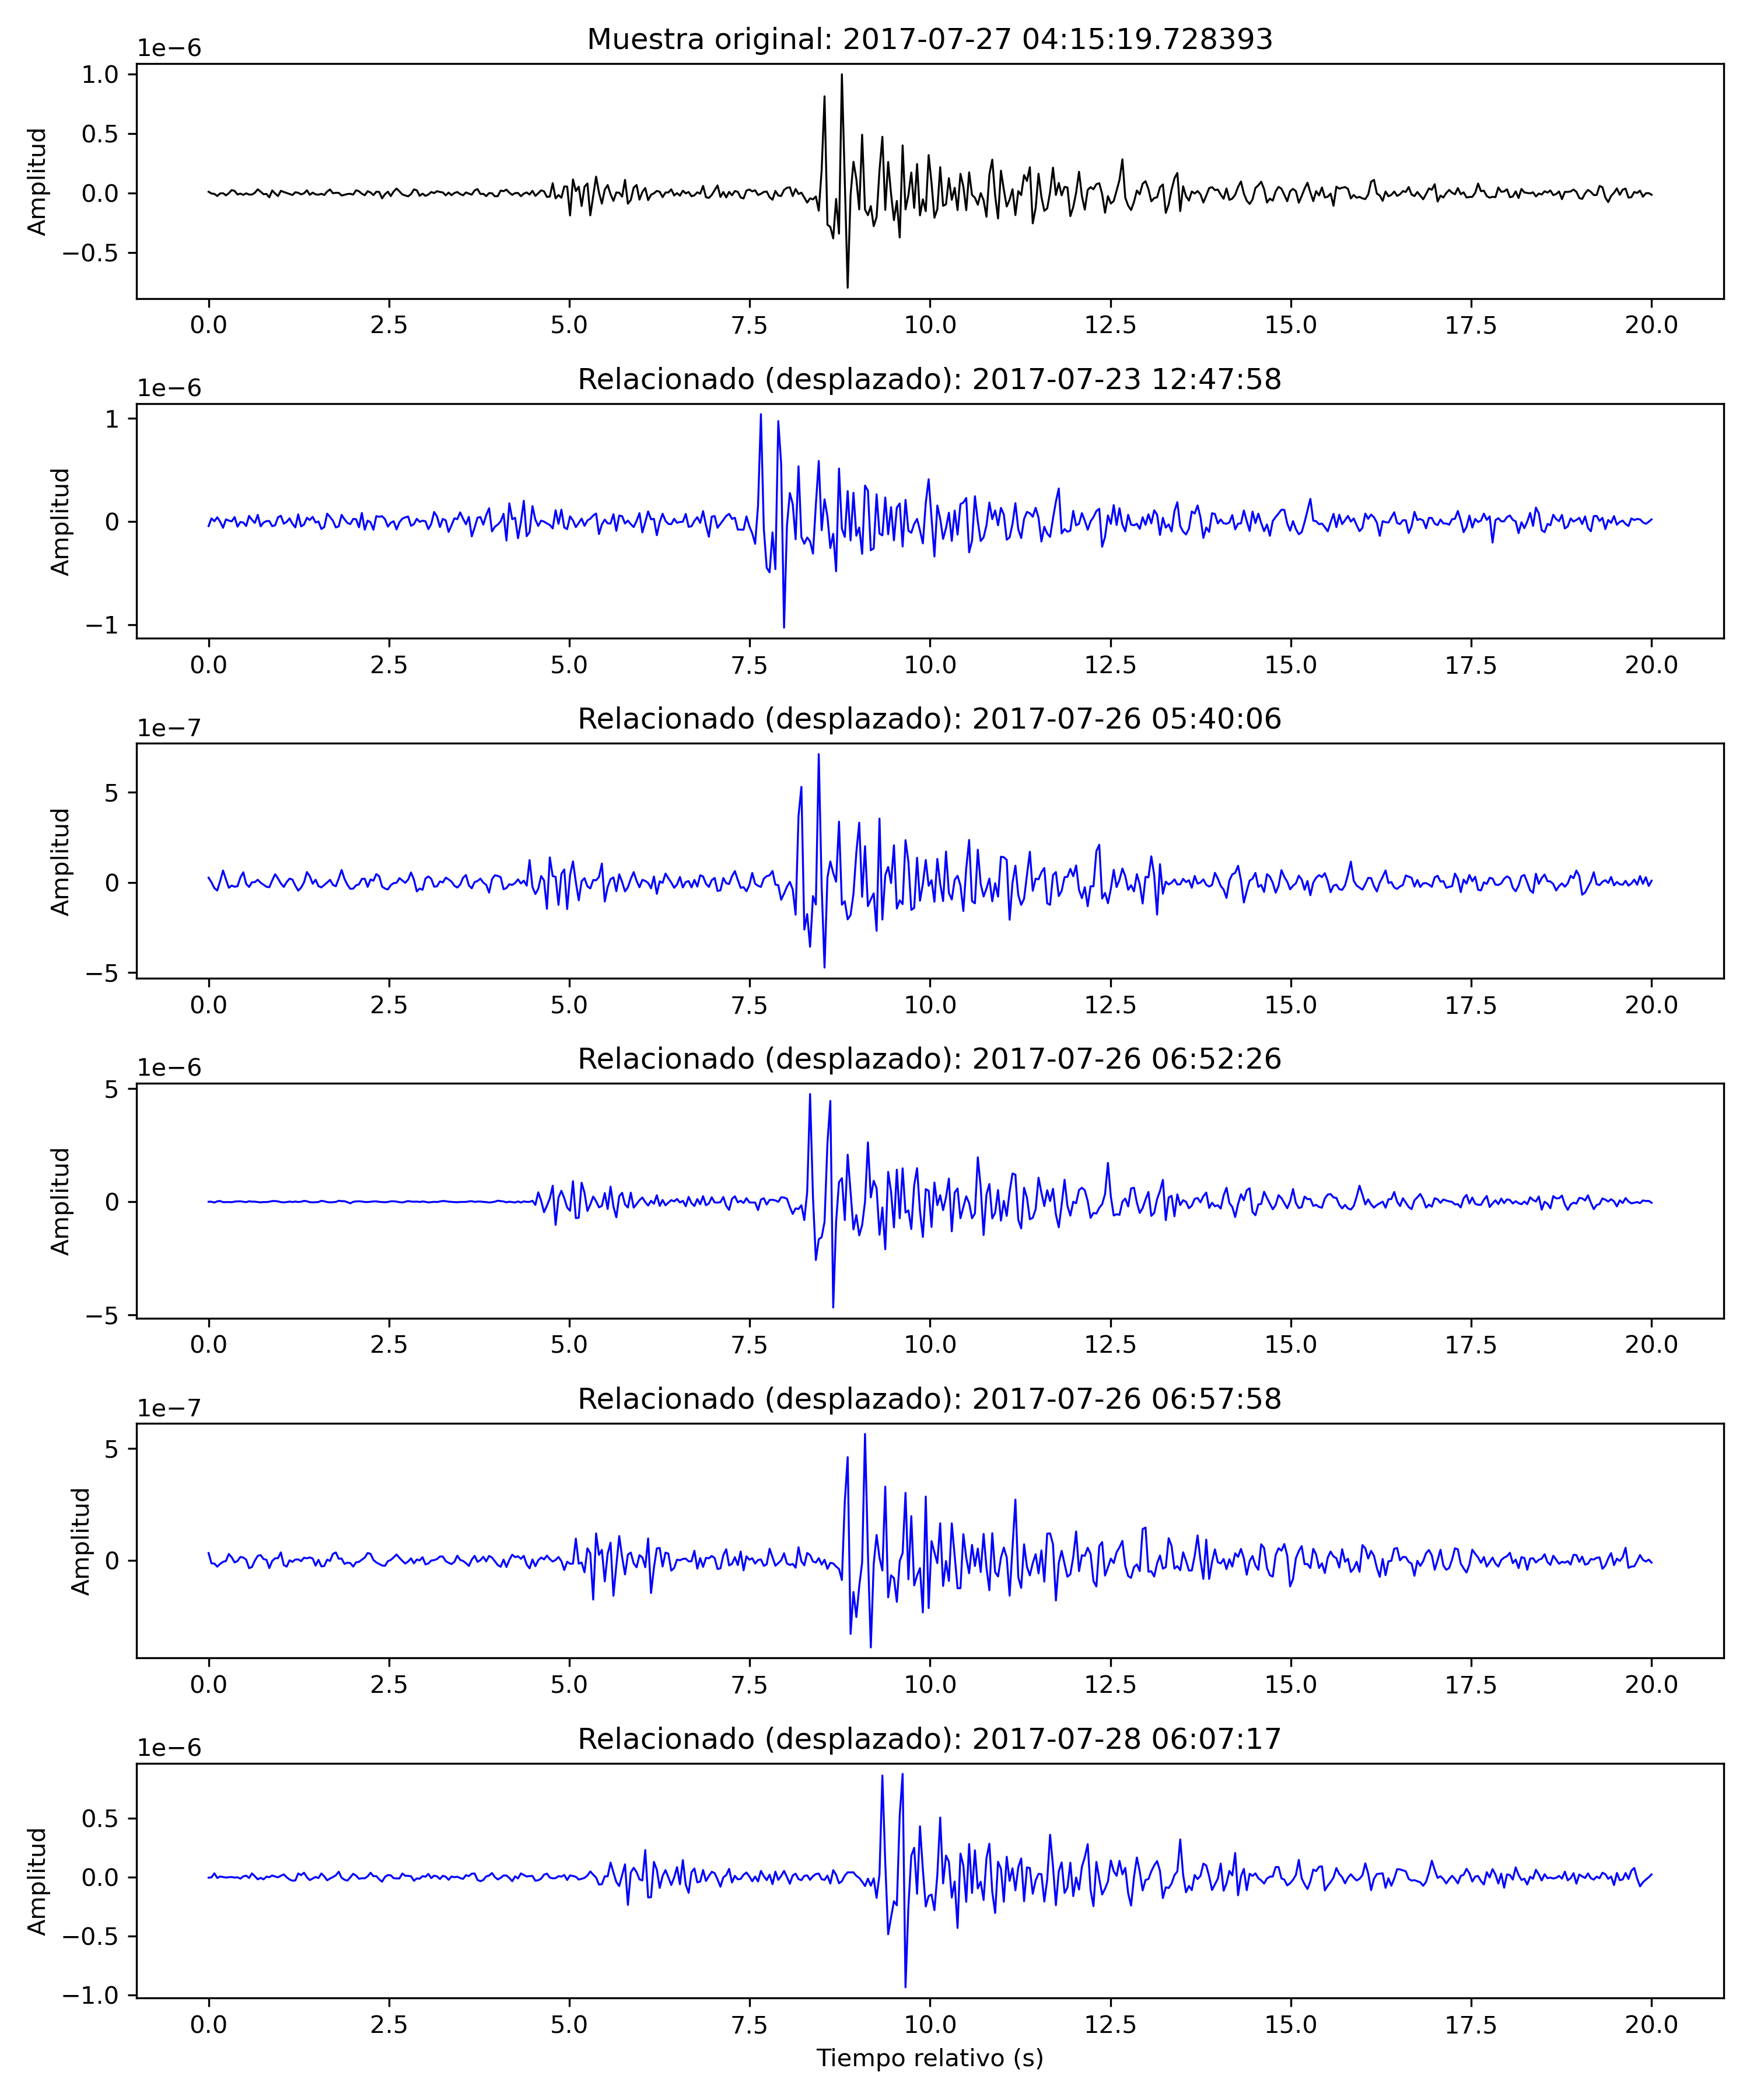 Muestra original: 2017-07-27 04:15:19.728393
1e−6
1.0
0.5
0.0
−0.5
Amplitud
0.0 2.5 5.0 7.5 10.0 12.5 15.0 17.5 20.0
Relacionado (desplazado): 2017-07-23 12:47:58
1e−6
1
0
−1
Amplitud
0.0 2.5 5.0 7.5 10.0 12.5 15.0 17.5 20.0
Relacionado (desplazado): 2017-07-26 05:40:06
1e−7
5
0
−5
Amplitud
0.0 2.5 5.0 7.5 10.0 12.5 15.0 17.5 20.0
Relacionado (desplazado): 2017-07-26 06:52:26
1e−6
5
0
−5
Amplitud
0.0 2.5 5.0 7.5 10.0 12.5 15.0 17.5 20.0
Relacionado (desplazado): 2017-07-26 06:57:58
1e−7
5
0
Amplitud
0.0 2.5 5.0 7.5 10.0 12.5 15.0 17.5 20.0
Relacionado (desplazado): 2017-07-28 06:07:17
1e−6
0.5
0.0
−0.5
−1.0
Amplitud
0.0 2.5 5.0 7.5 10.0 12.5 15.0 17.5 20.0
Tiempo relativo (s)